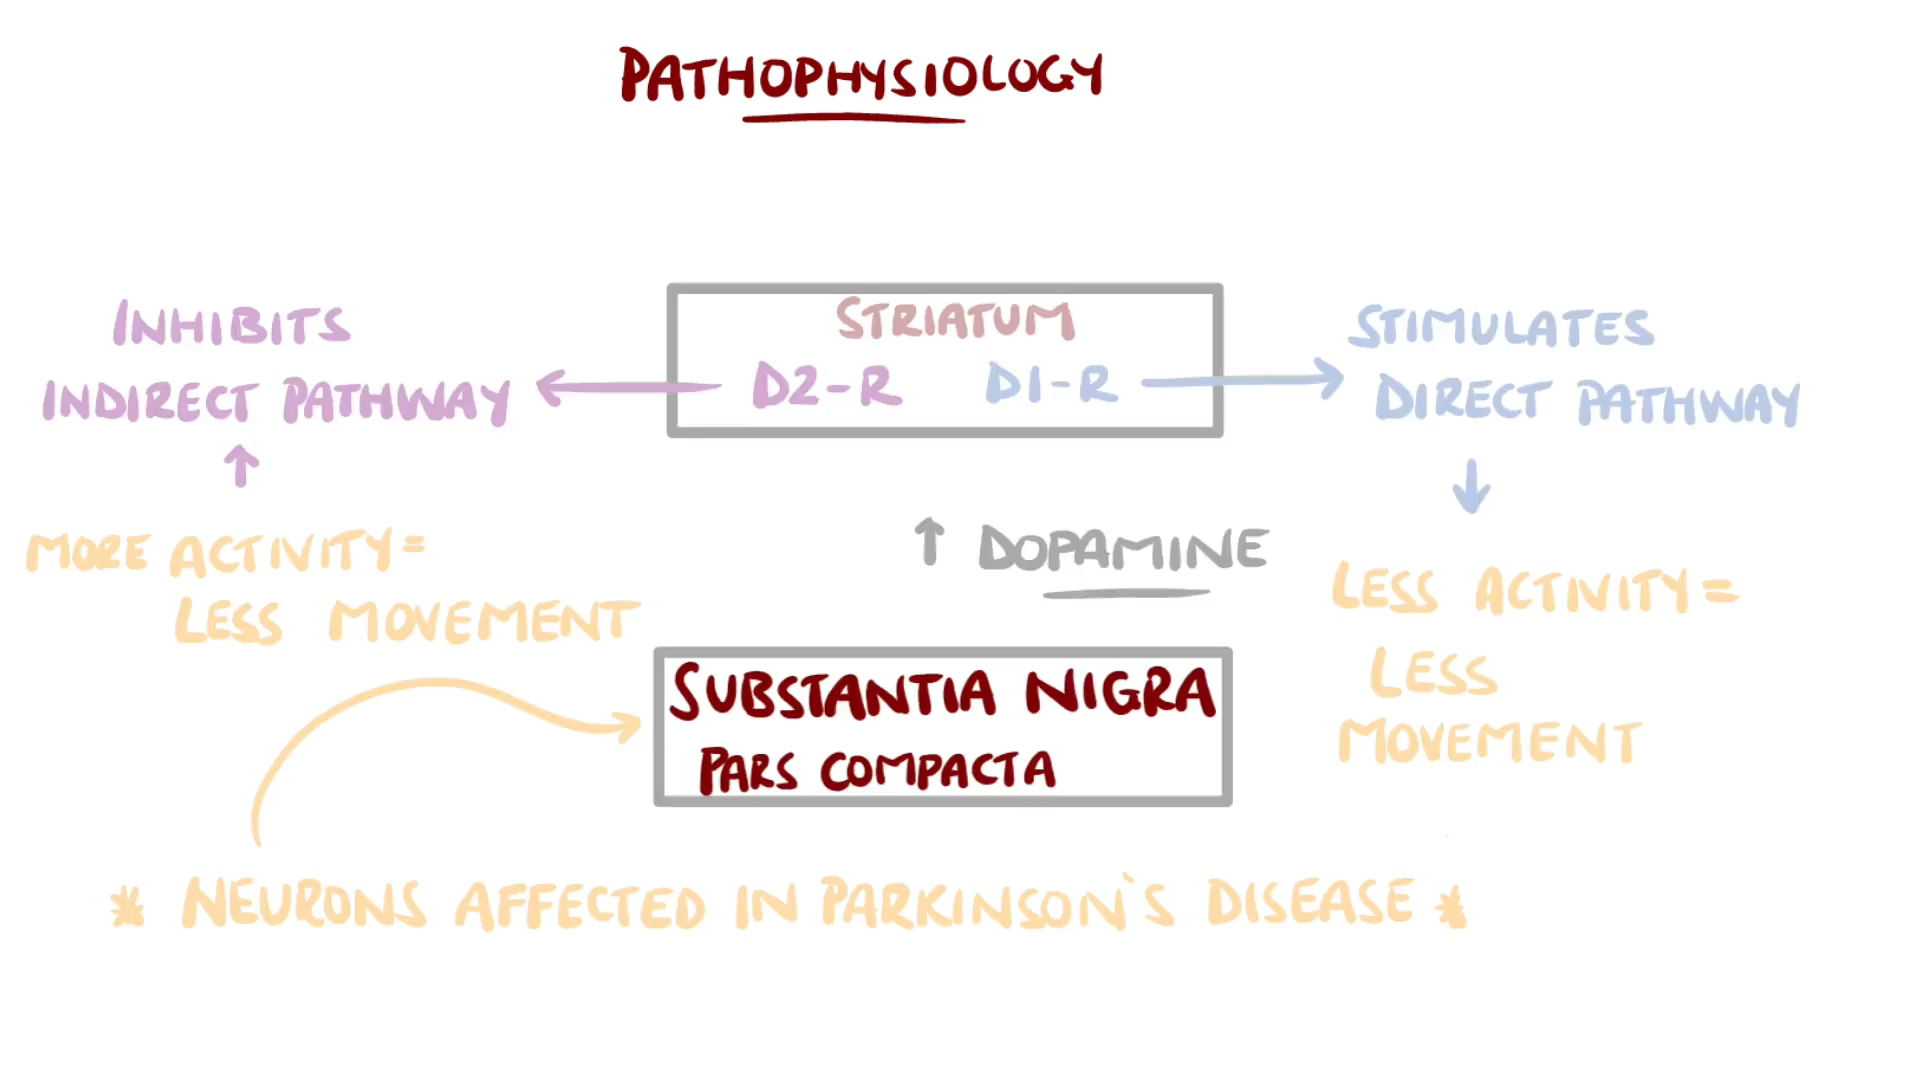 PATHOPHYSIOLOGY
INHIBITS
INDIRECT PATHWAY
↑
MORE ACTIVITY=
LESS MOVEMENT
STRIATUM
D2-R D1-R
↑ DOPAMINE
SUBSTANTIA NIGRA
PARS COMPACTA
STIMULATES
DIRECT PATHWAY
↓
LESS ACTIVITY=
LESS
MOVEMENT
* NEURONS AFFECTED IN PARKINSON'S DISEASE *